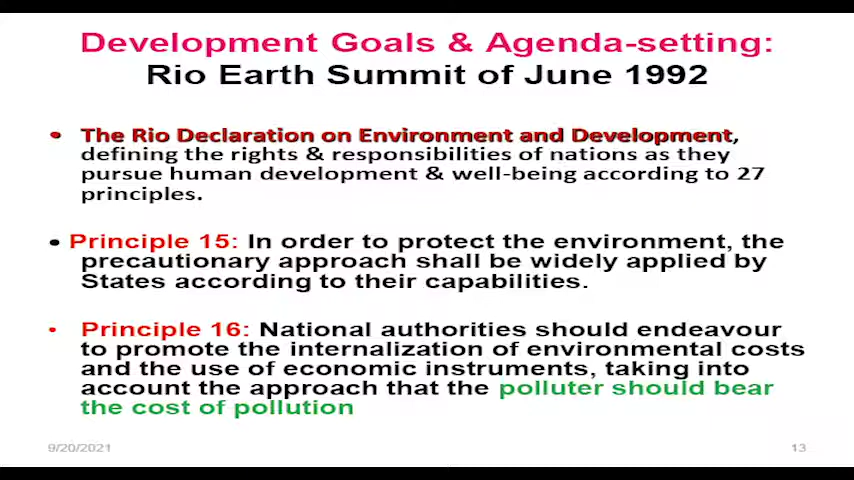 Development Goals & Agenda-setting:
Rio Earth Summit of June 1992
• The Rio Declaration on Environment and Development,
defining the rights & responsibilities of nations as they
pursue human development & well-being according to 27
principles.
• Principle 15: In order to protect the environment, the
precautionary approach shall be widely applied by
States according to their capabilities.
• Principle 16: National authorities should endeavour
to promote the internalization of environmental costs
and the use of economic instruments, taking into
account the approach that the polluter should bear
the cost of pollution
9/20/2021
13